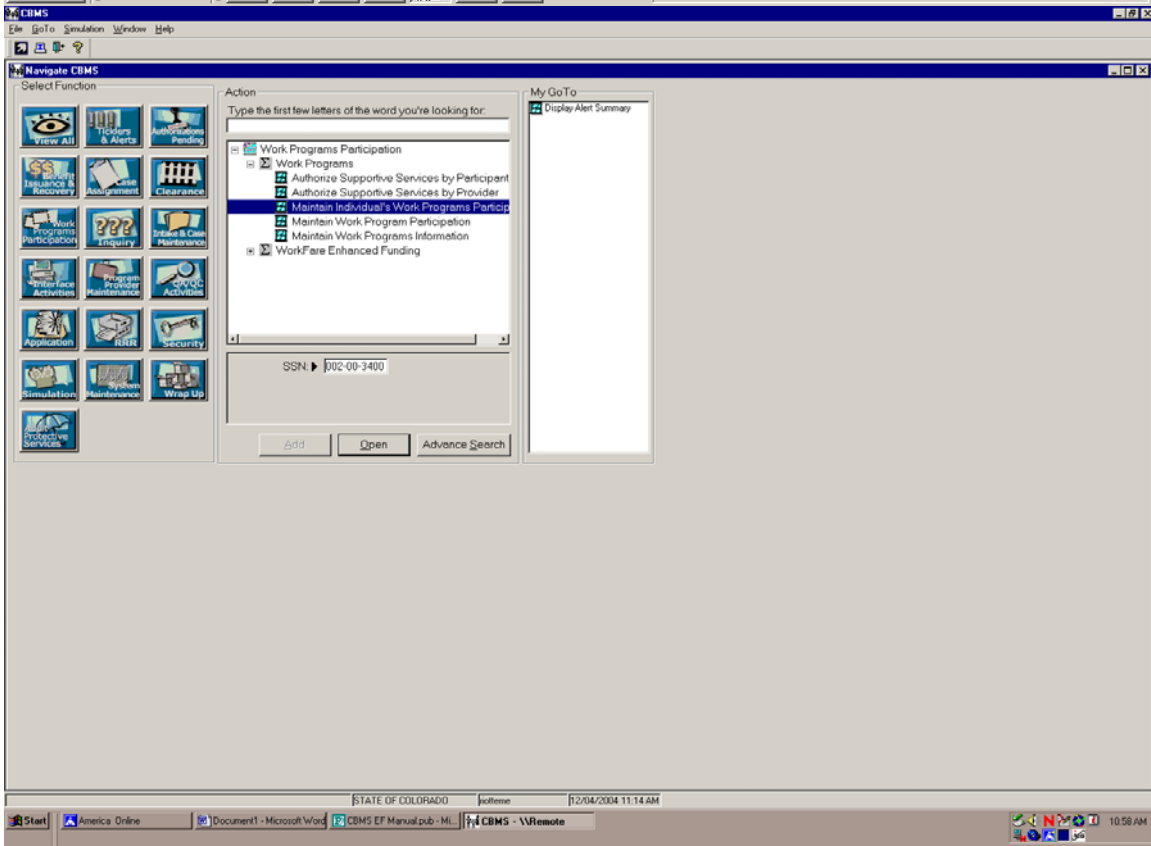 CBMS
File GoTo Simulation Window Help
Navigate CBMS
Select Function
View All
Ticklers & Alerts
Authorizations Pending
Benefit Issuance & Recovery
Case Assignment
Clearance
Work Programs Participation
Inquiry
Intake & Case Maintenance
Interface Activities
Program Provider Maintenance
QA/QC Activities
Application
RRR
Security
Simulation
System Maintenance
Wrap Up
Protective Services
Action
Type the first few letters of the word you're looking for:
Work Programs Participation
Work Programs
Authorize Supportive Services by Participant
Authorize Supportive Services by Provider
Maintain Individual's Work Programs Particip
Maintain Work Program Participation
Maintain Work Programs Information
WorkFare Enhanced Funding
SSN: 002-00-3400
Add Open Advance Search
My GoTo
Display Alert Summary
STATE OF COLORADO notteme 12/04/2004 11:14 AM
Start America Online Document1 - Microsoft Word CBMS EF Manual.pub - Mi... CBMS - \\Remote 10:58 AM